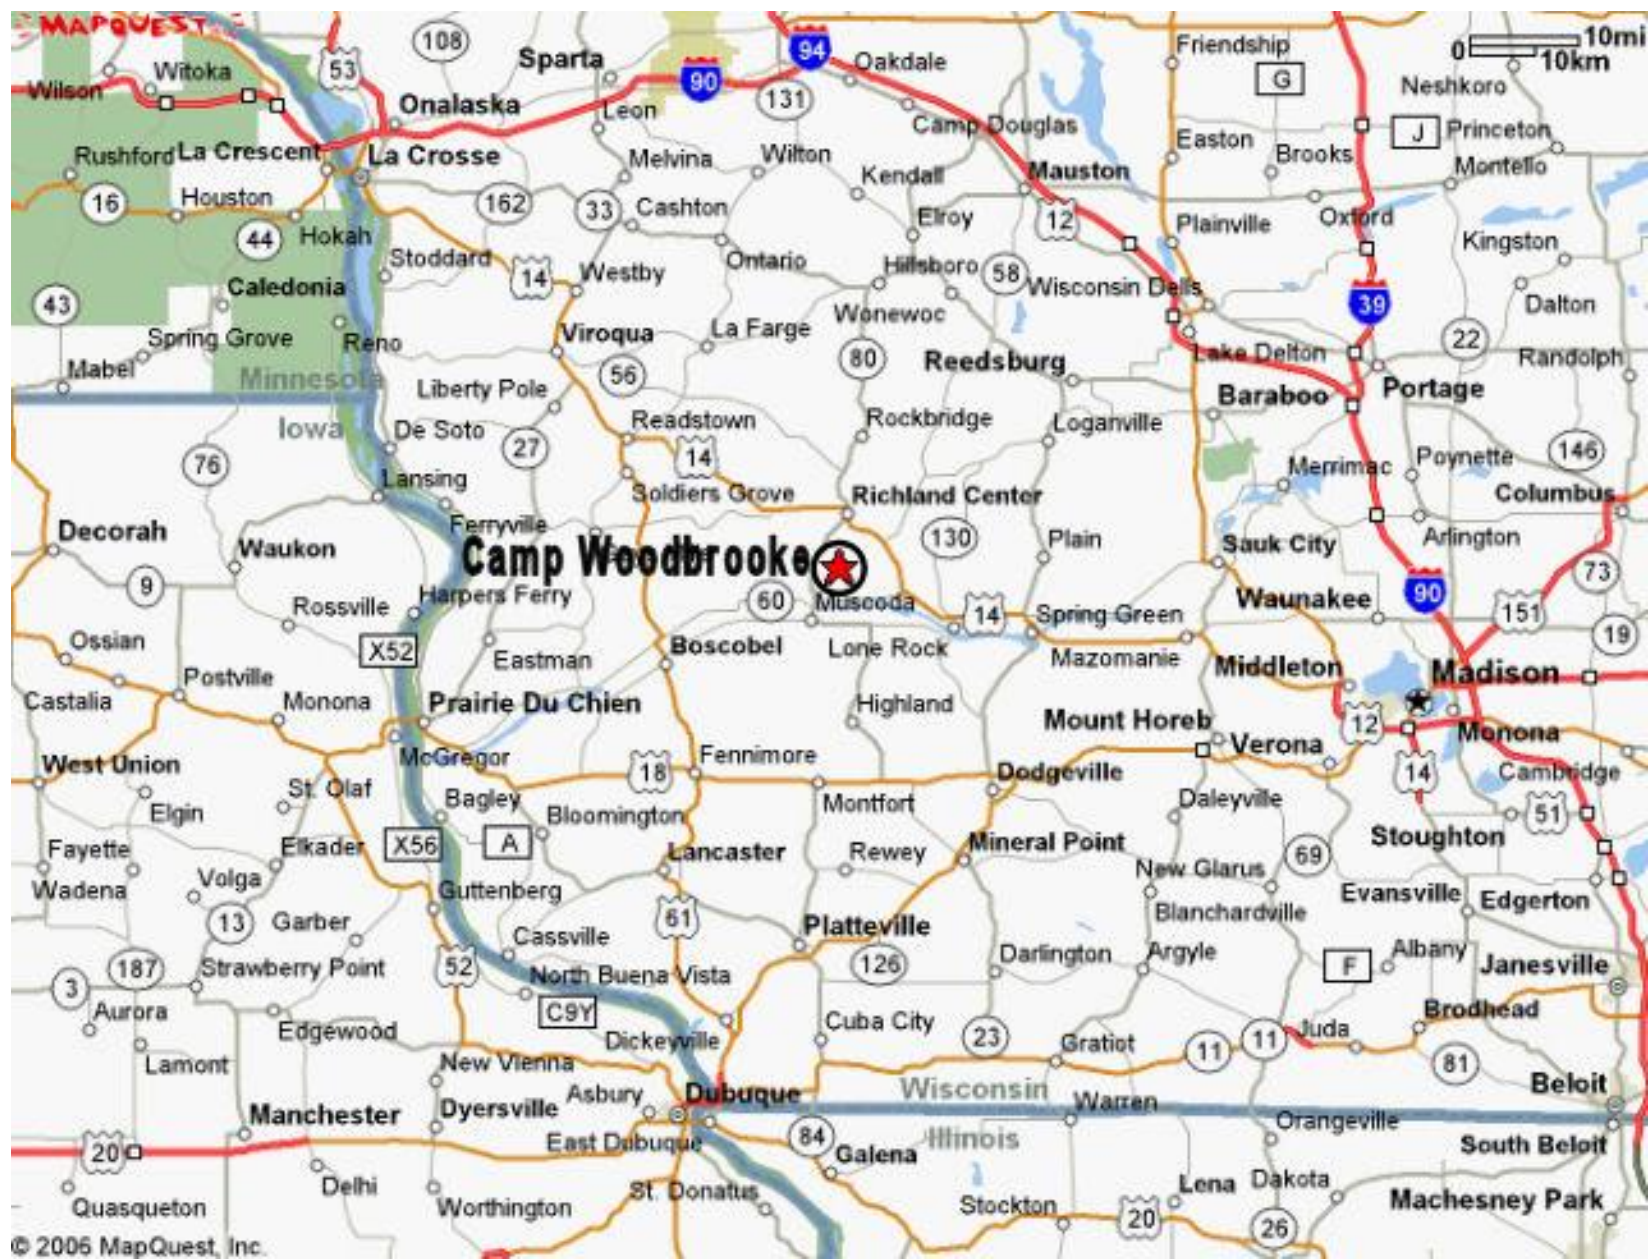 MAPQUEST
108
94
Friendship
10mi
0
10km
53
Sparta
Oakdale
G
Neshkoro
Witoka
Wilson
90
131
Onalaska
Leon
Camp Douglas
Easton
J
Princeton
Rushford
La Crescent
La Crosse
Melvina
Wilton
Mauston
Brooks
Montello
Kendall
16
Houston
162
33
Cashton
Elroy
12
Plainville
Oxford
44
Hokah
Kingston
Stoddard
Ontario
Hillsboro
58
14
Westby
Caledonia
Wisconsin Dells
43
39
Dalton
Wonewoc
Spring Grove
Reno
Viroqua
La Farge
22
Lake Delton
Randolph
Mabel
80
Reedsburg
56
Minnesota
Liberty Pole
Baraboo
Portage
Iowa
De Soto
Readstown
Rockbridge
Loganville
27
146
76
14
Merrimac
Poynette
Lansing
Soldiers Grove
Richland Center
Columbus
Ferryville
Decorah
Waukon
130
Plain
Sauk City
Arlington
Camp Woodbrooke
73
9
Rossville
Harpers Ferry
60
Muscoda
14
Spring Green
Waunakee
90
151
Ossian
X52
Eastman
Boscobel
Lone Rock
Mazomanie
19
Middleton
Madison
Castalia
Postville
Monona
Prairie Du Chien
Highland
Mount Horeb
12
Monona
McGregor
Fennimore
Verona
West Union
18
Dodgeville
14
Cambridge
St. Olaf
Elgin
Bagley
Montfort
Daleyville
51
Bloomington
Stoughton
Fayette
Elkader
X56
A
Lancaster
Rewey
Mineral Point
69
Wadena
Volga
New Glarus
Evansville
Edgerton
Guttenberg
13
Garber
61
Platteville
Blanchardville
Cassville
Darlington
Argyle
Albany
187
Strawberry Point
52
North Buena Vista
126
F
Janesville
3
Aurora
Edgewood
C9Y
Cuba City
23
Brodhead
Dickeyville
Gratiot
11
11
Juda
Lamont
New Vienna
81
Asbury
Dubuque
Wisconsin
Warren
Beloit
Manchester
Dyersville
Orangeville
East Dubuque
84
Illinois
South Beloit
20
Galena
Delhi
St. Donatus
Lena
Dakota
Quasqueton
Worthington
Stockton
20
26
Machesney Park
© 2006 MapQuest, Inc.